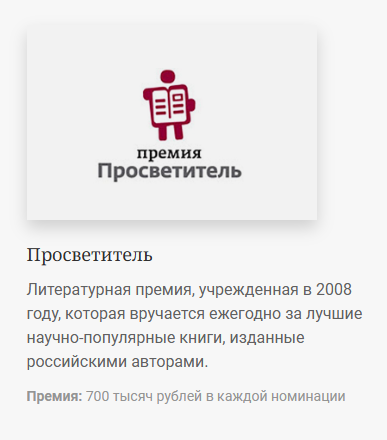 премия
Просветитель
Просветитель
Литературная премия, учрежденная в 2008
году, которая вручается ежегодно за лучшие
научно-популярные книги, изданные
российскими авторами.
Премия: 700 тысяч рублей в каждой номинации